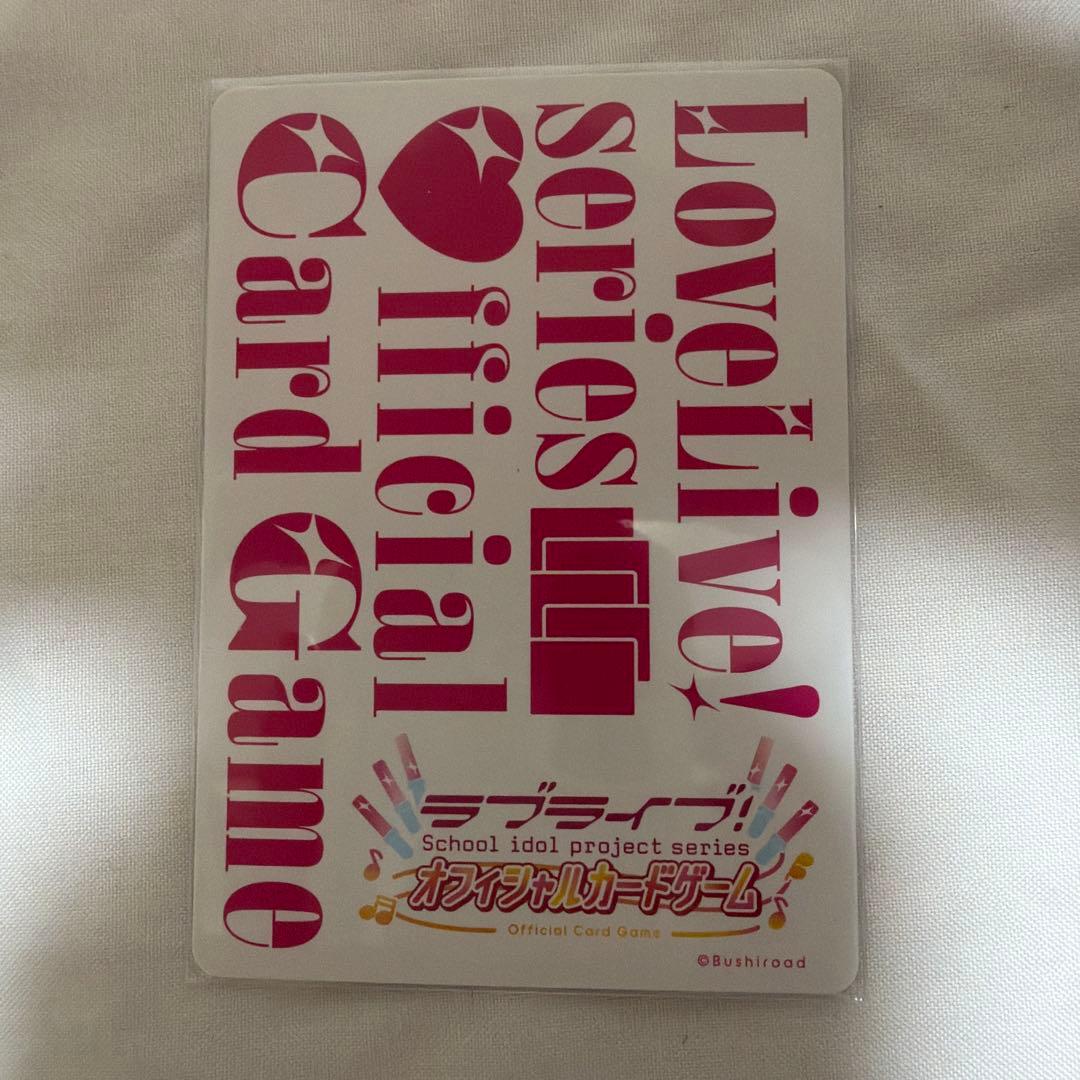 LoveLive!
series
♥fficial
Card Game
ラブライブ!
School idol project series
オフィシャルカードゲーム
Official Card Game
©Bushiroad